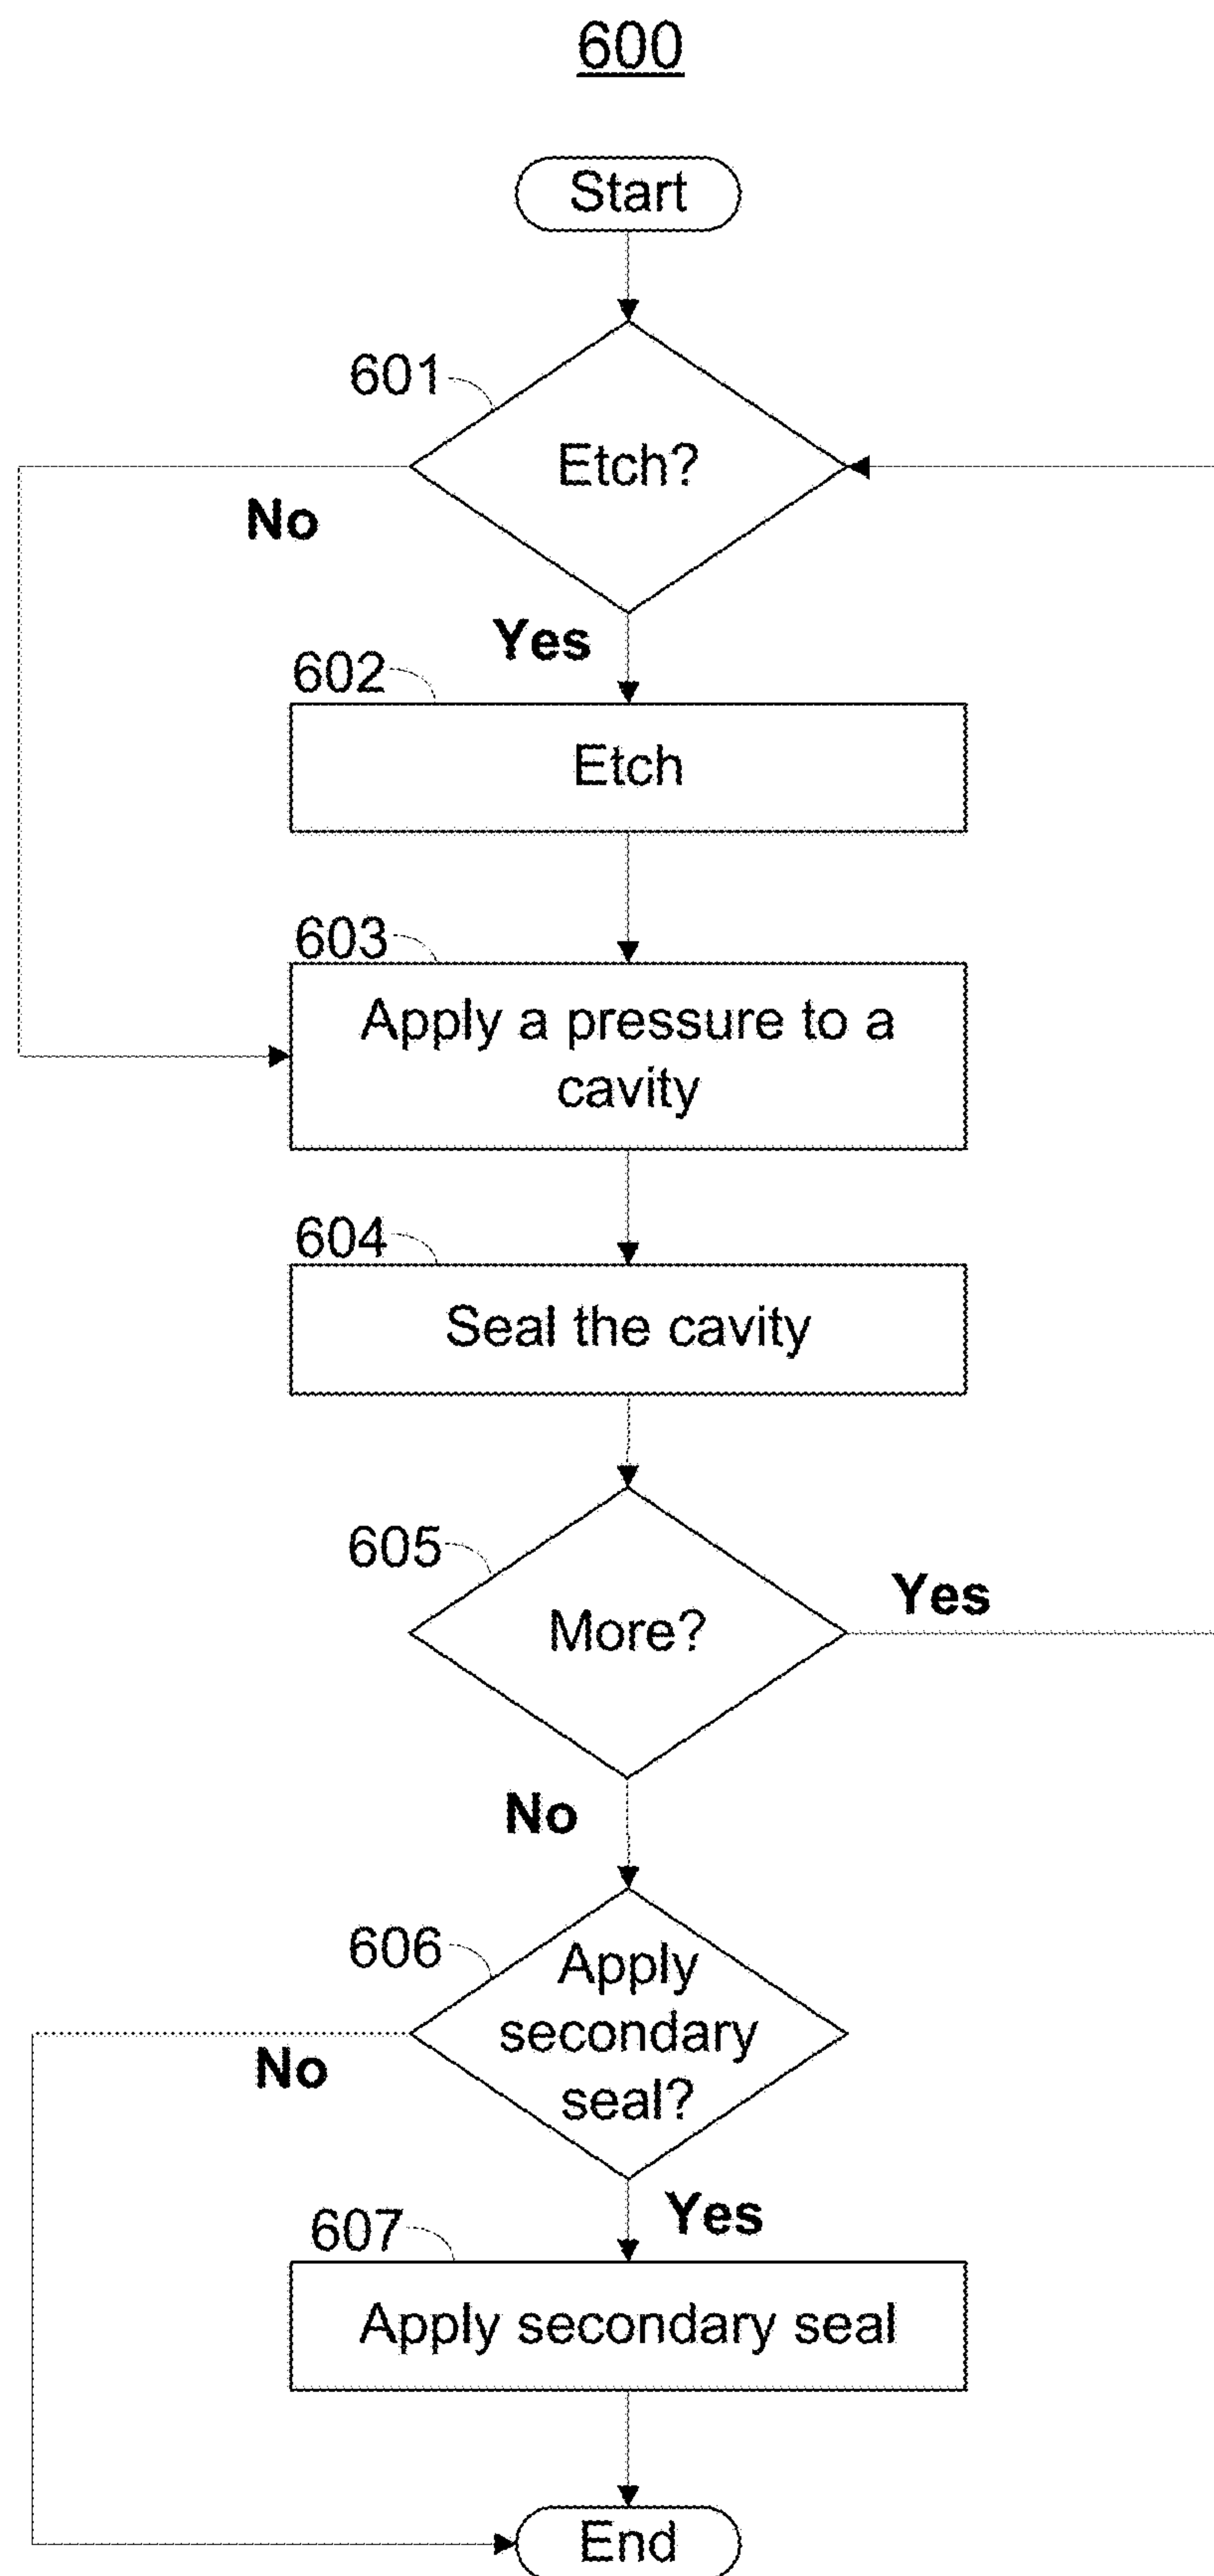 600
Start
601
Etch?
No
Yes
602
Etch
603
Apply a pressure to a
cavity
604
Seal the cavity
605
More?
Yes
No
606
Apply
secondary
seal?
No
Yes
607
Apply secondary seal
End